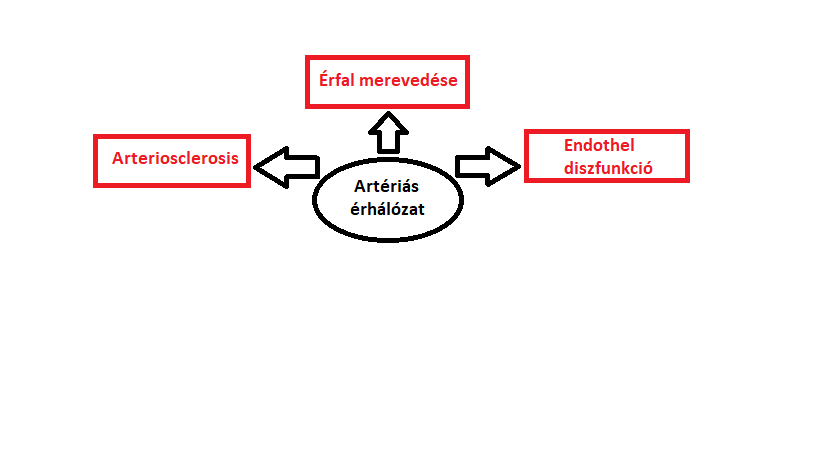 Érfal merevedése
Arteriosclerosis
Endothel
diszfunkció
Artériás
érhálózat